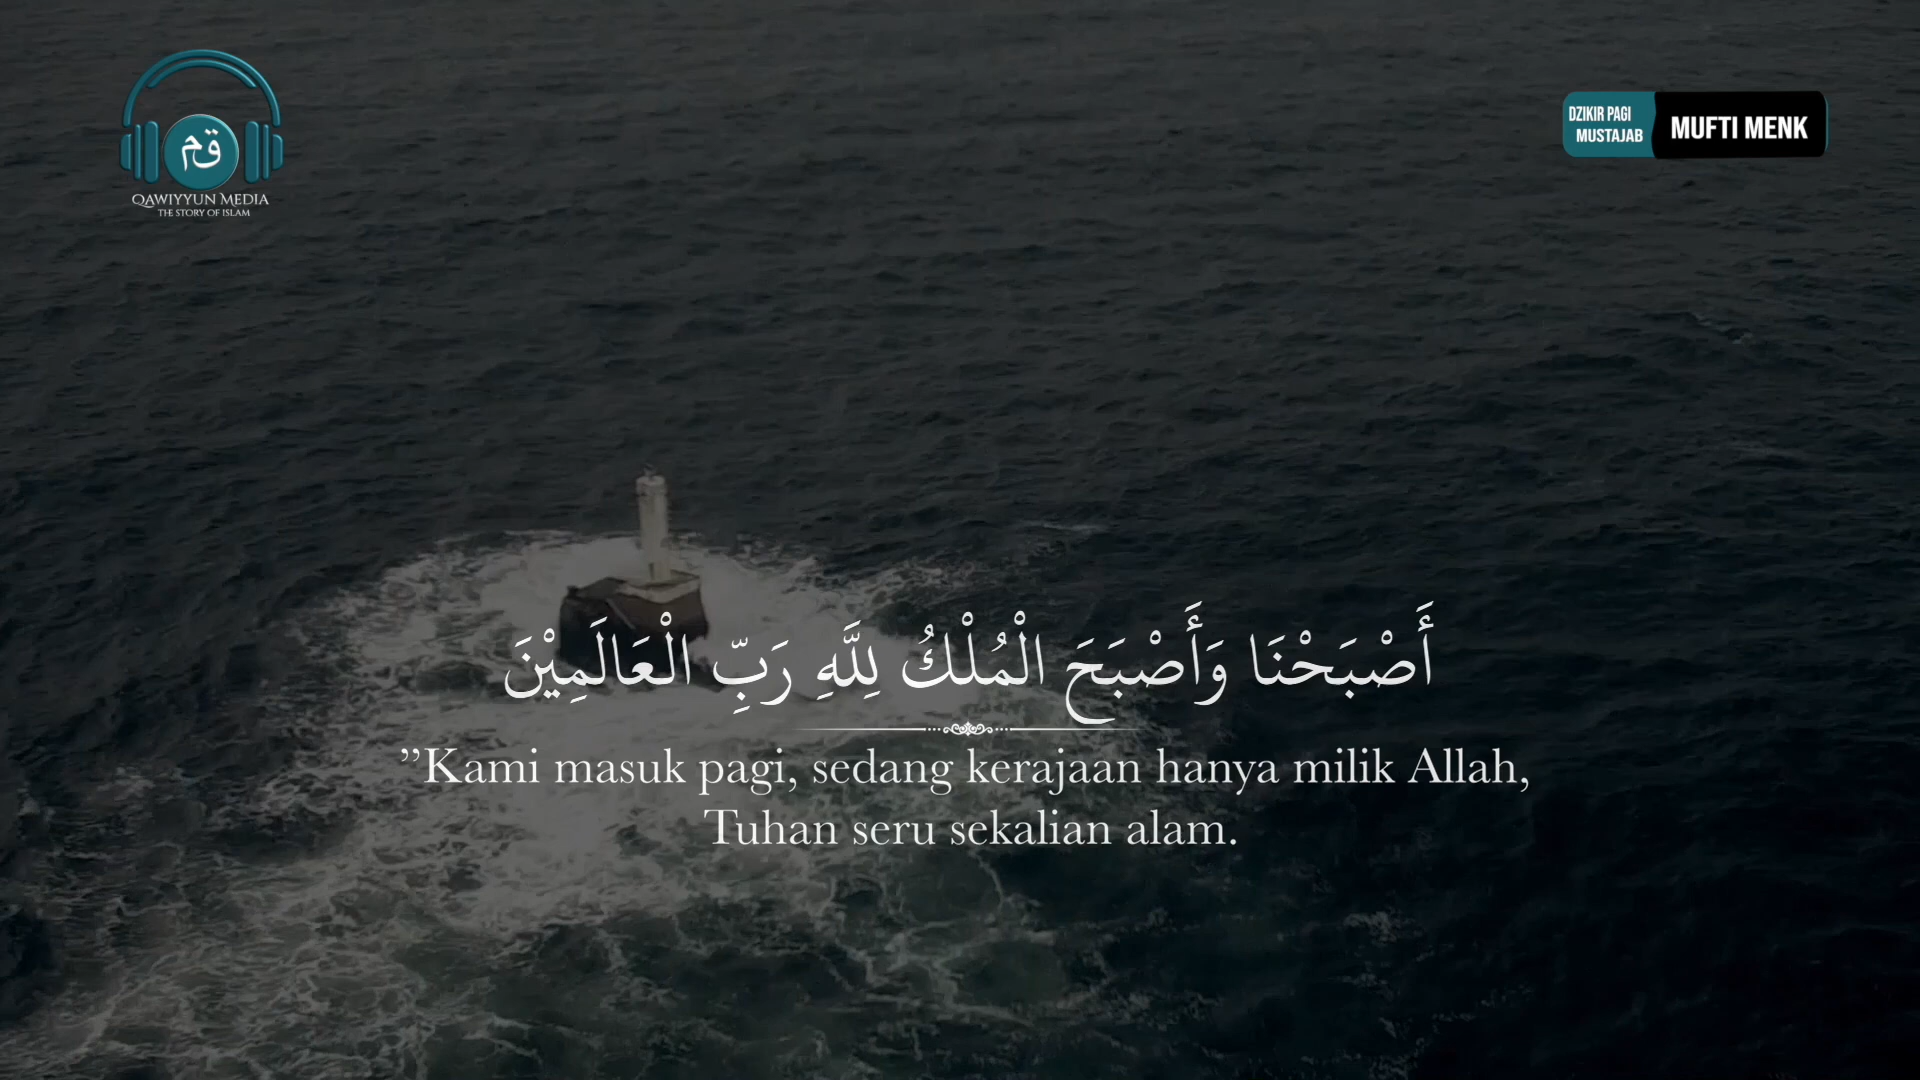 قم
QAWIYYUN MEDIA
THE STORY OF ISLAM
DZIKIR PAGI
MUSTAJAB
MUFTI MENK
أَصْبَحْنَا وَأَصْبَحَ الْمُلْكُ لِلَّهِ رَبِّ الْعَالَمِيْنَ
”Kami masuk pagi, sedang kerajaan hanya milik Allah,
Tuhan seru sekalian alam.